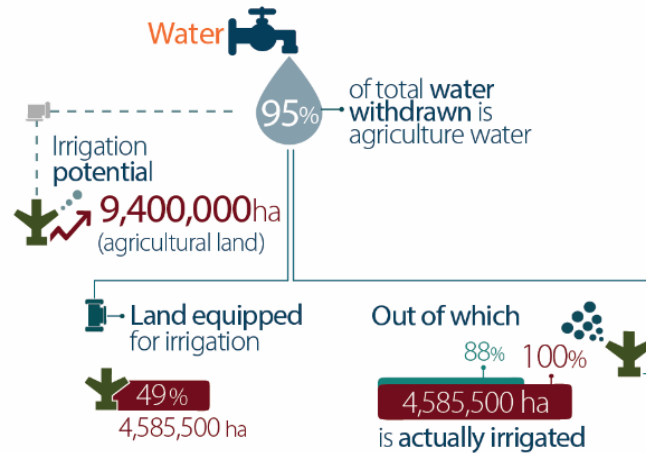 Water
95%
of total water
withdrawn is
agriculture water
Irrigation
potential
9,400,000ha
(agricultural land)
Land equipped
for irrigation
49%
4,585,500 ha
Out of which
88%
100%
4,585,500 ha
is actually irrigated